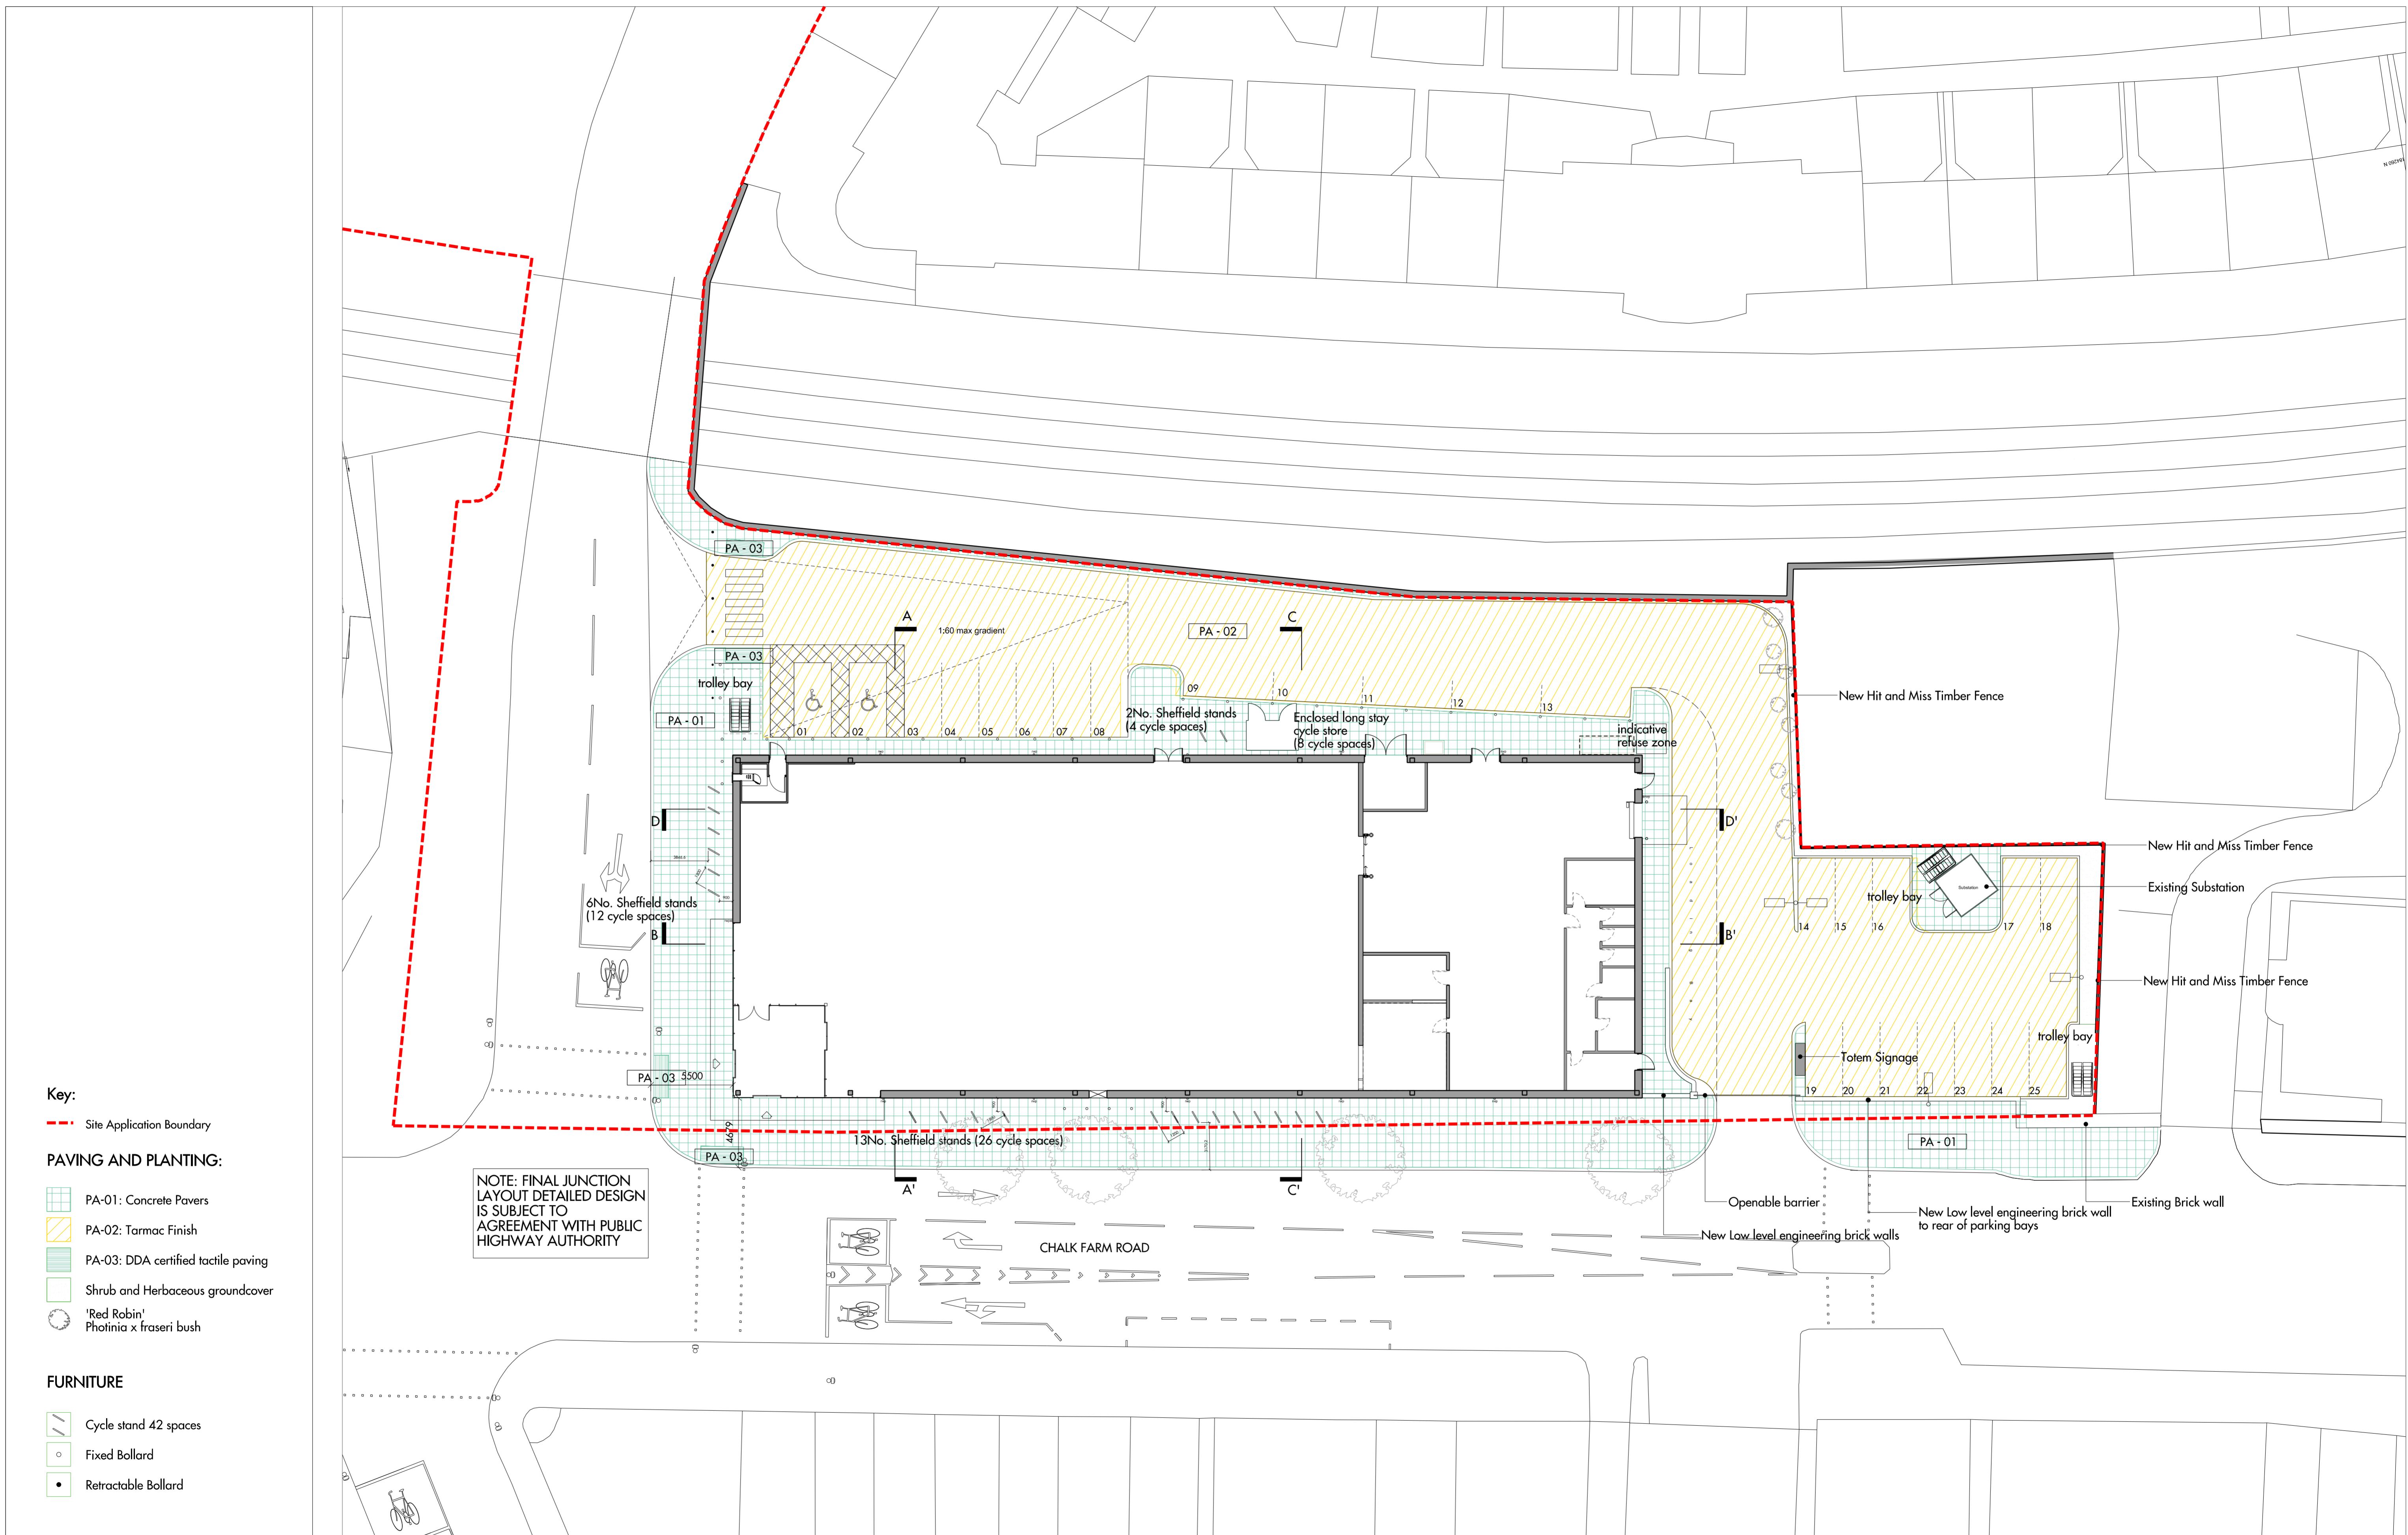 Key:
Site Application Boundary
PAVING AND PLANTING:
PA-01: Concrete Pavers
PA-02: Tarmac Finish
PA-03: DDA certified tactile paving
Shrub and Herbaceous groundcover
'Red Robin'
Photinia x fraseri bush
FURNITURE
Cycle stand 42 spaces
Fixed Bollard
Retractable Bollard
PA - 03
A
1:60 max gradient
PA - 02
C
PA - 03
trolley bay
PA - 01
01
02
03
04
05
06
07
08
09
10
11
12
13
2No. Sheffield stands
(4 cycle spaces)
Enclosed long stay
cycle store
(8 cycle spaces)
indicative
refuse zone
New Hit and Miss Timber Fence
D
D'
6No. Sheffield stands
(12 cycle spaces)
B
B'
New Hit and Miss Timber Fence
Existing Substation
Substation
trolley bay
14
15
16
17
18
New Hit and Miss Timber Fence
trolley bay
Totem Signage
19
20
21
22
23
24
25
PA - 03
5500
4679
13No. Sheffield stands (26 cycle spaces)
PA - 03
PA - 01
A'
C'
NOTE: FINAL JUNCTION
LAYOUT DETAILED DESIGN
IS SUBJECT TO
AGREEMENT WITH PUBLIC
HIGHWAY AUTHORITY
Openable barrier
New Low level engineering brick wall
to rear of parking bays
Existing Brick wall
New Low level engineering brick walls
CHALK FARM ROAD